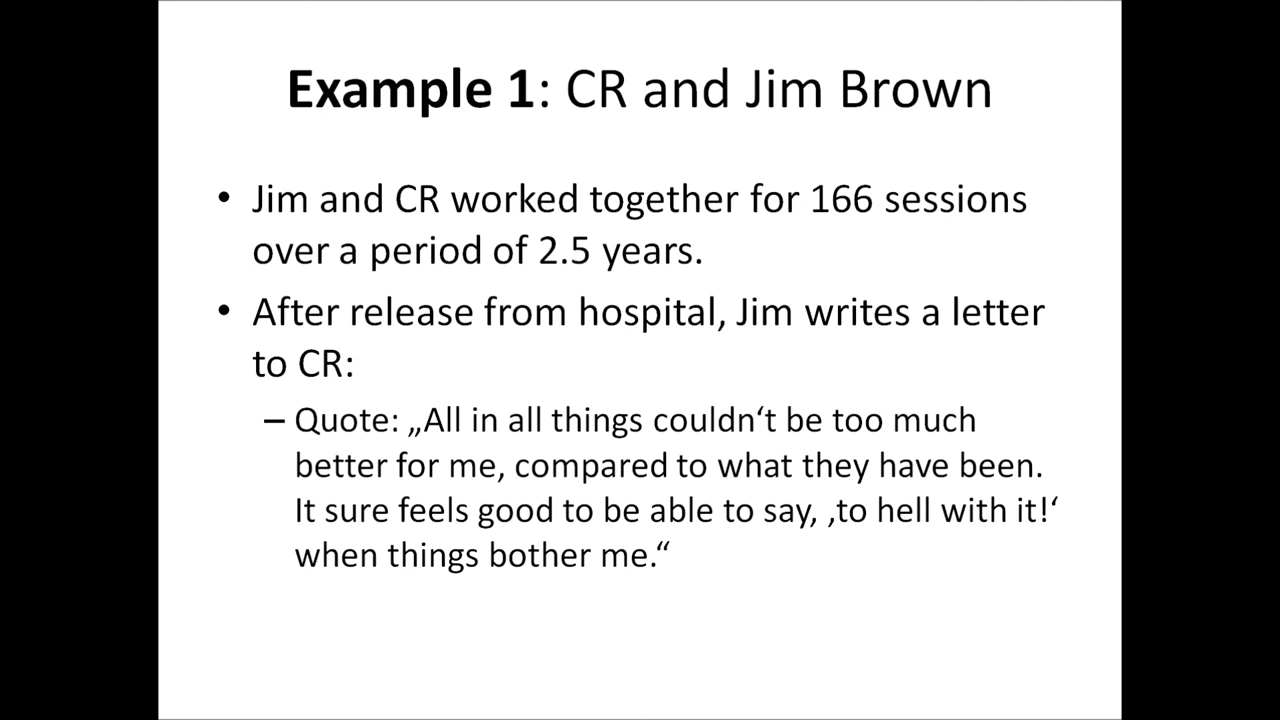 Example 1: CR and Jim Brown
• Jim and CR worked together for 166 sessions
over a period of 2.5 years.
• After release from hospital, Jim writes a letter
to CR:
– Quote: „All in all things couldn‘t be too much
better for me, compared to what they have been.
It sure feels good to be able to say, ‚to hell with it!‘
when things bother me.“